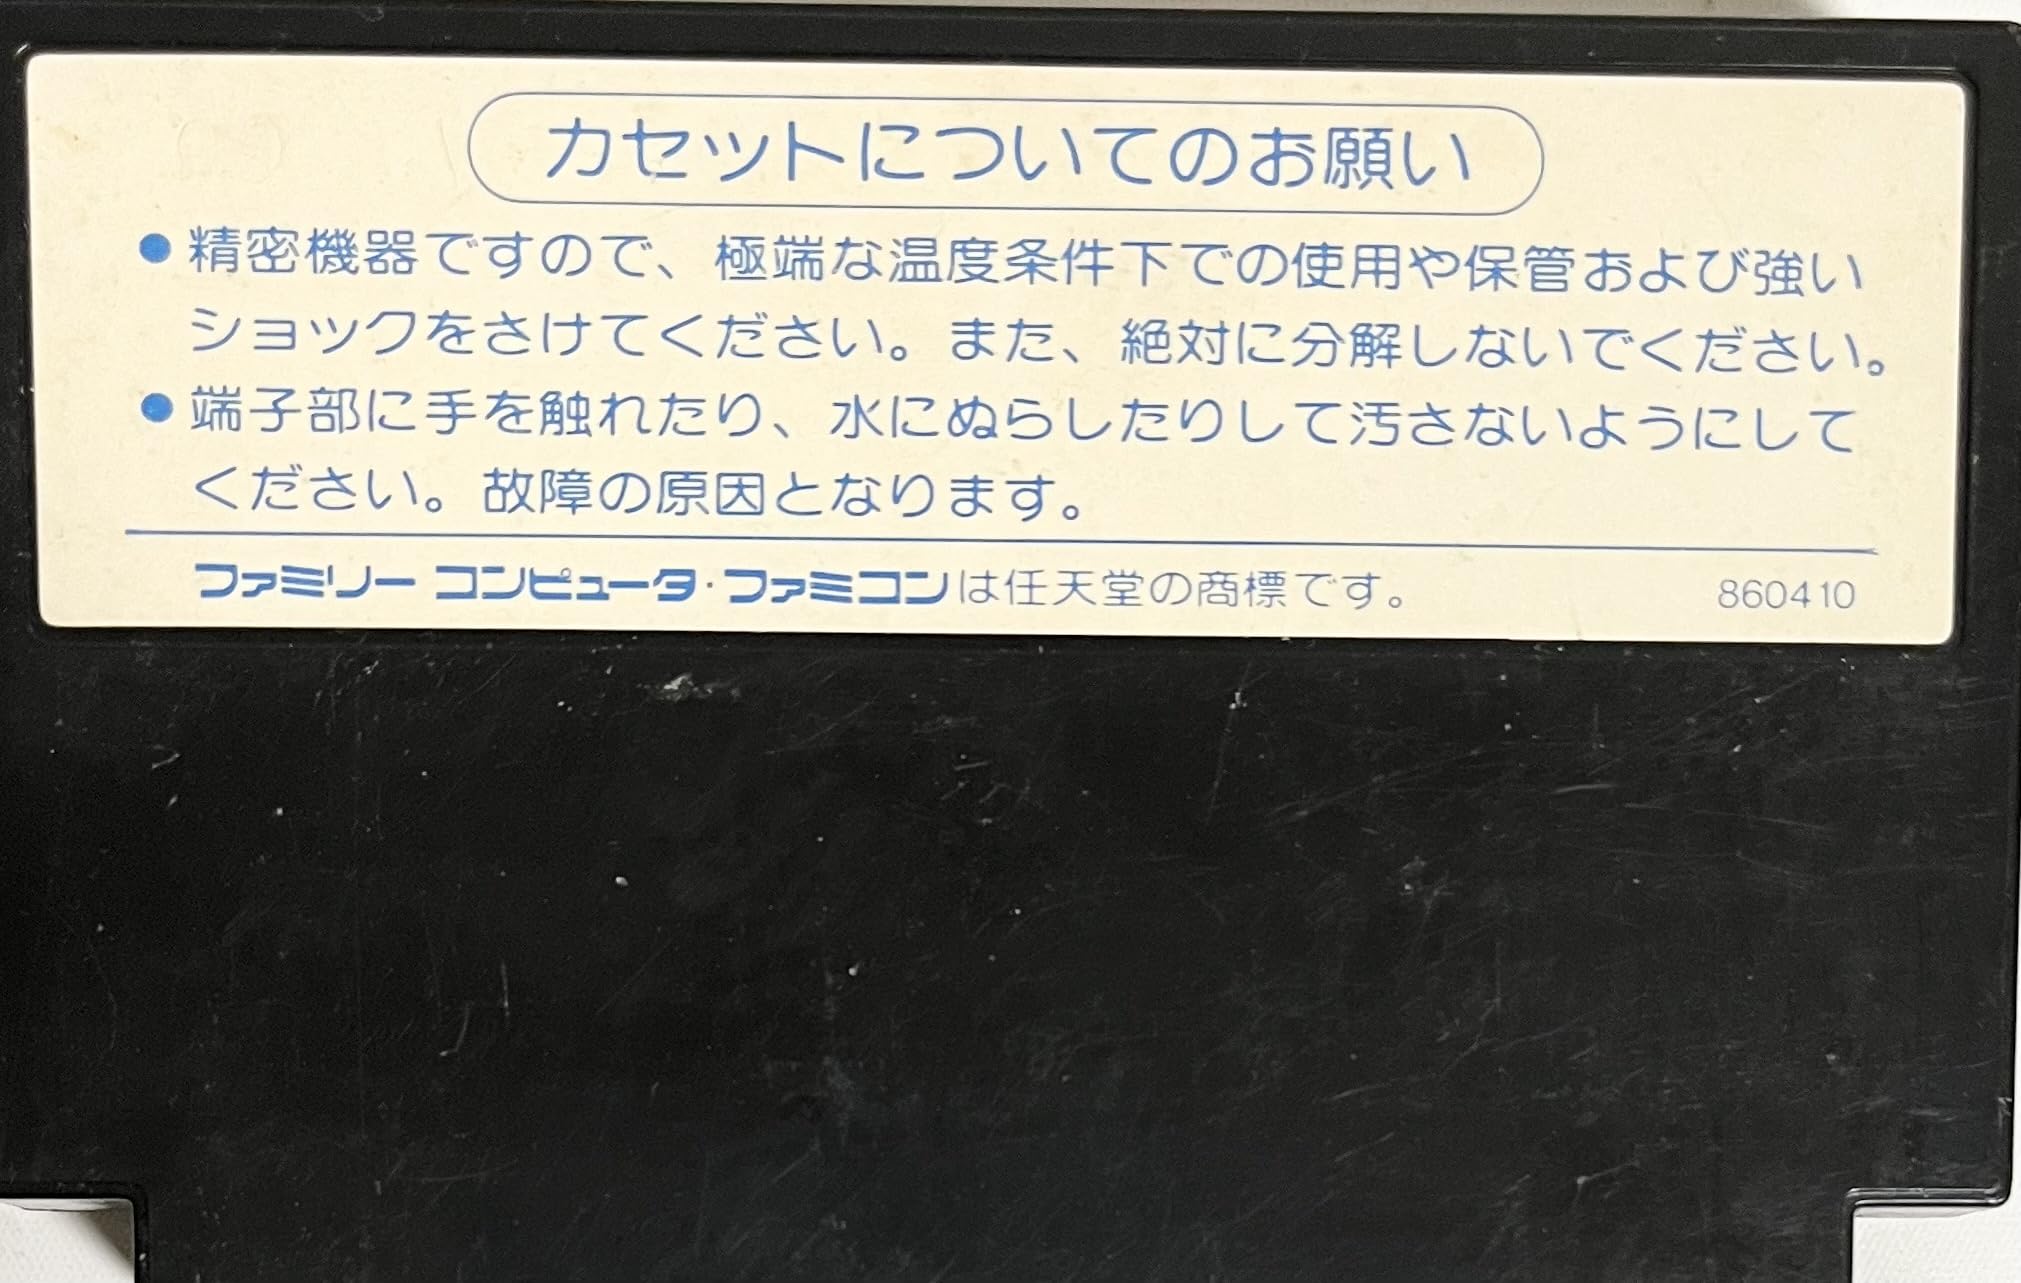 カセットについてのお願い
●精密機器ですので、極端な温度条件下での使用や保管および強い
ショックをさけてください。また、絶対に分解しないでください。
●端子部に手を触れたり、水にぬらしたりして汚さないようにして
ください。故障の原因となります。
ファミリー コンピュータ・ファミコンは任天堂の商標です。 860410